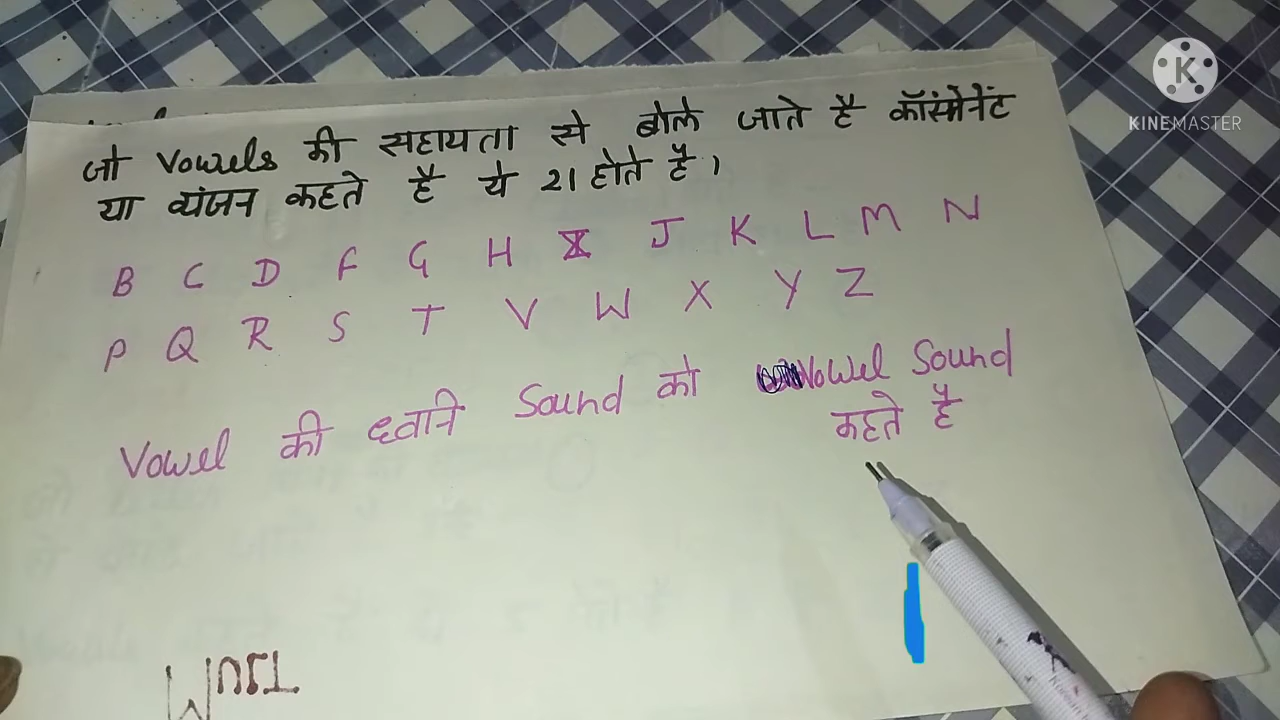 जो Vowels की सहायता से बोले जाते है कॉसोनेंट
या व्यंजन कहते है ये 21 होते है।
B C D F G H J K L M N
P Q R S T V W X Y Z
Vowel की ध्वनि Sound को Vowel Sound
कहते है
K
KINEMASTER